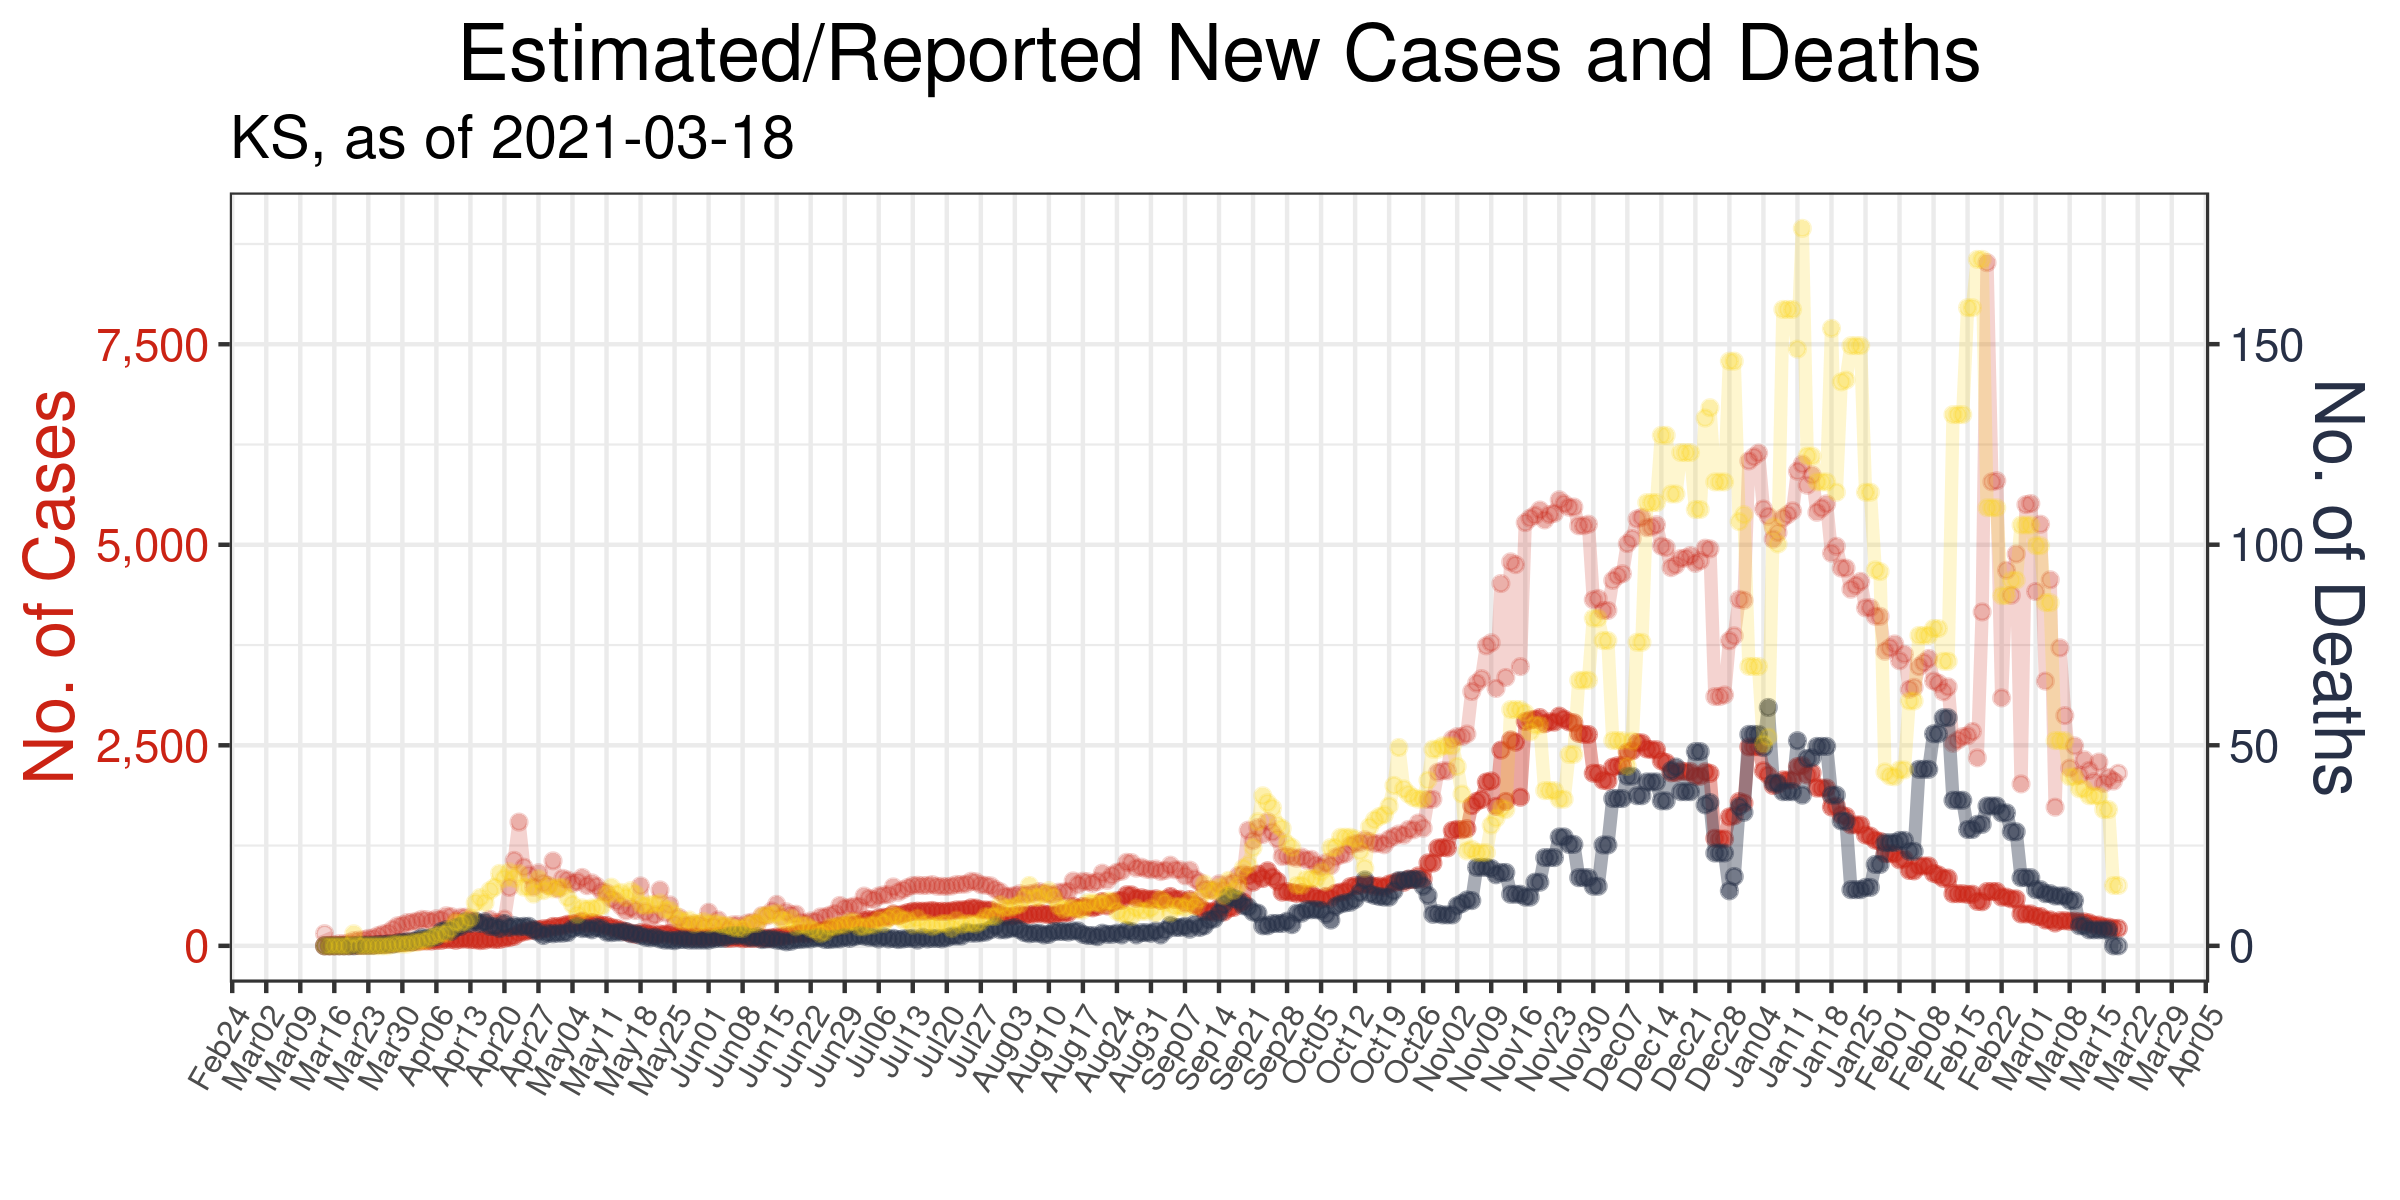 Estimated/Reported New Cases and Deaths
KS, as of 2021-03-18
No. of Cases
7,500
5,000
2,500
0
150
100
50
0
No. of Deaths
Feb24
Mar02
Mar09
Mar16
Mar23
Mar30
Apr06
Apr13
Apr20
Apr27
May04
May11
May18
May25
Jun01
Jun08
Jun15
Jun22
Jun29
Jul06
Jul13
Jul20
Jul27
Aug03
Aug10
Aug17
Aug24
Aug31
Sep07
Sep14
Sep21
Sep28
Oct05
Oct12
Oct19
Oct26
Nov02
Nov09
Nov16
Nov23
Nov30
Dec07
Dec14
Dec21
Dec28
Jan04
Jan11
Jan18
Jan25
Feb01
Feb08
Feb15
Feb22
Mar01
Mar08
Mar15
Mar22
Mar29
Apr05